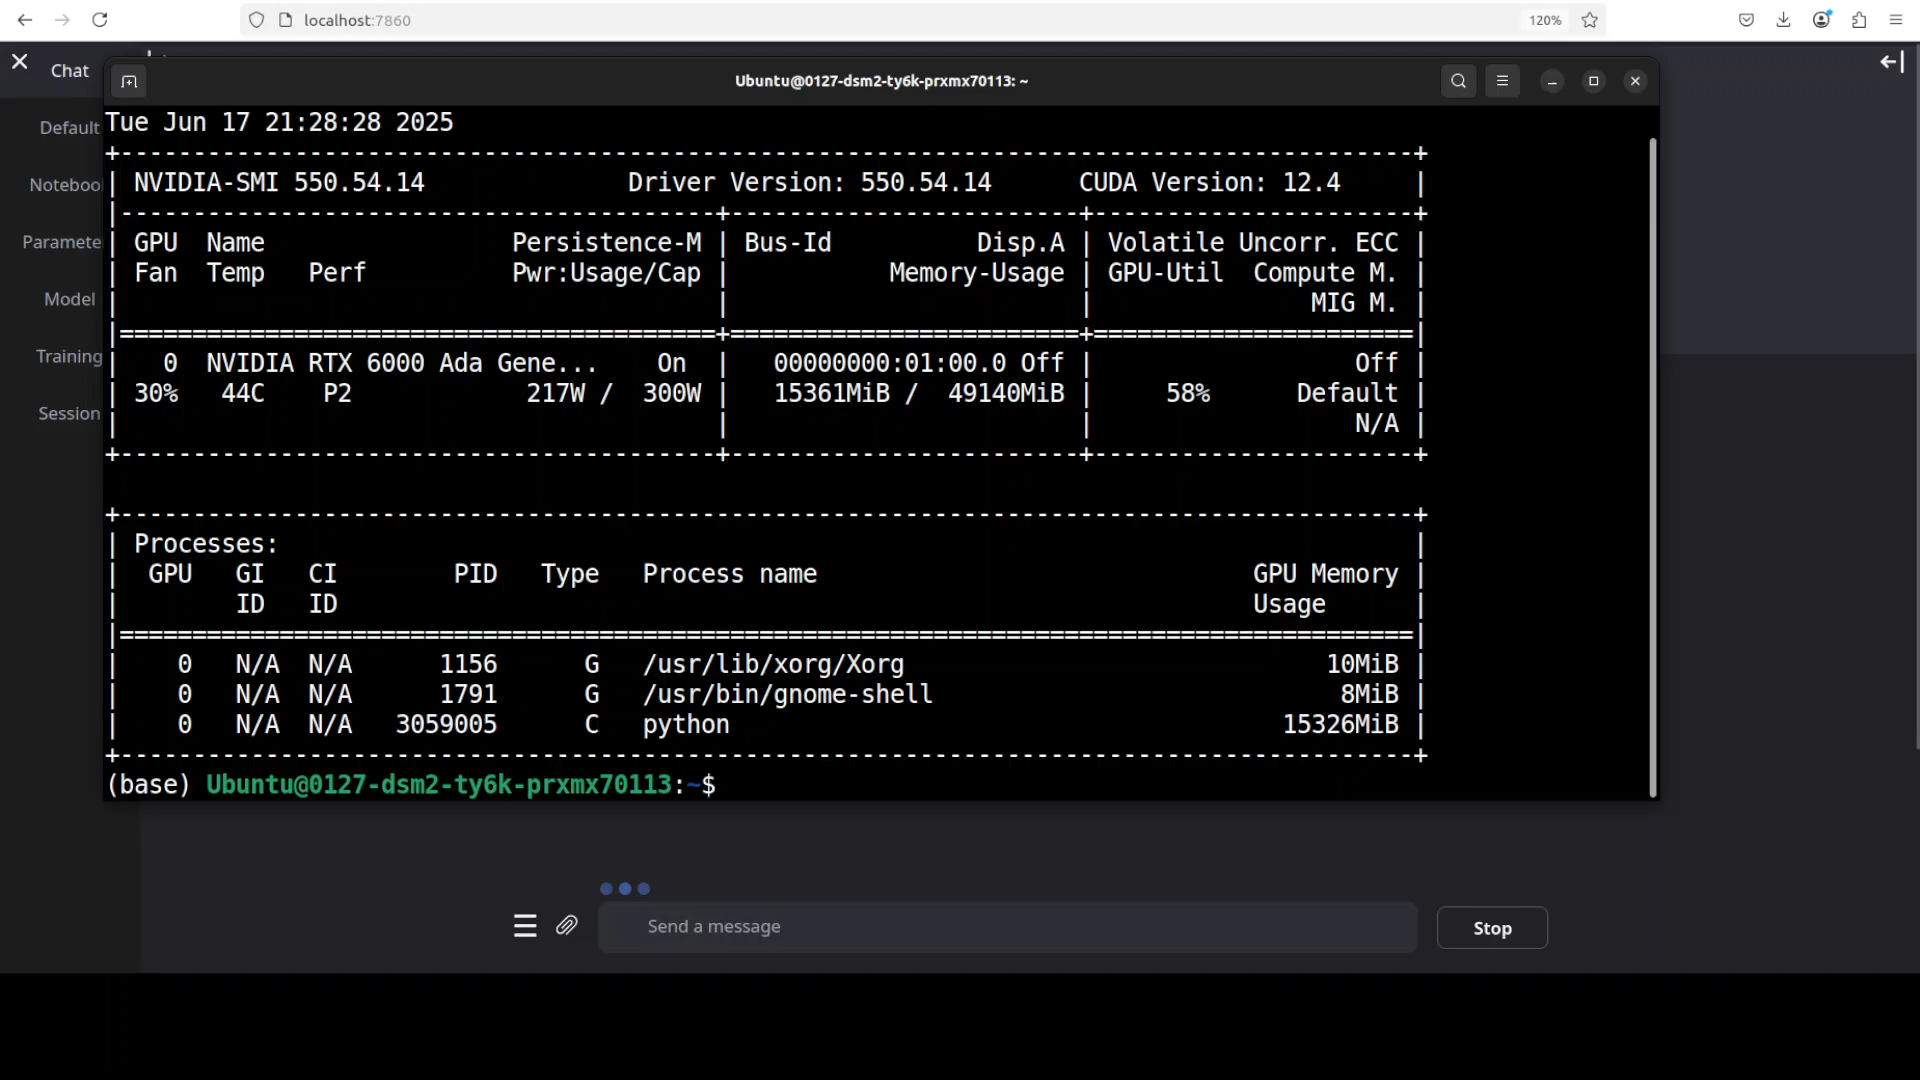 localhost:7860
120%
Chat
Ubuntu@0127-dsm2-ty6k-prxmx70113: ~
Default
Noteboo
Paramete
Model
Training
Session
Tue Jun 17 21:28:28 2025
+-----------------------------------------------------------------------------------------+
| NVIDIA-SMI 550.54.14              Driver Version: 550.54.14      CUDA Version: 12.4     |
|-----------------------------------------+------------------------+----------------------+
| GPU  Name                 Persistence-M | Bus-Id          Disp.A | Volatile Uncorr. ECC |
| Fan  Temp   Perf          Pwr:Usage/Cap |           Memory-Usage | GPU-Util  Compute M. |
|                                         |                        |               MIG M. |
|=========================================+========================+======================|
|   0  NVIDIA RTX 6000 Ada Gene...    On  |   00000000:01:00.0 Off |                  Off |
| 30%   44C    P2            217W /  300W |   15361MiB /  49140MiB |     58%      Default |
|                                         |                        |                  N/A |
+-----------------------------------------+------------------------+----------------------+
+-----------------------------------------------------------------------------------------+
| Processes:                                                                              |
|  GPU   GI   CI        PID   Type   Process name                              GPU Memory |
|        ID   ID                                                               Usage      |
|=========================================================================================|
|    0   N/A  N/A      1156      G   /usr/lib/xorg/Xorg                             10MiB |
|    0   N/A  N/A      1791      G   /usr/bin/gnome-shell                            8MiB |
|    0   N/A  N/A   3059005      C   python                                      15326MiB |
+-----------------------------------------------------------------------------------------+
(base) Ubuntu@0127-dsm2-ty6k-prxmx70113:~$
Send a message
Stop